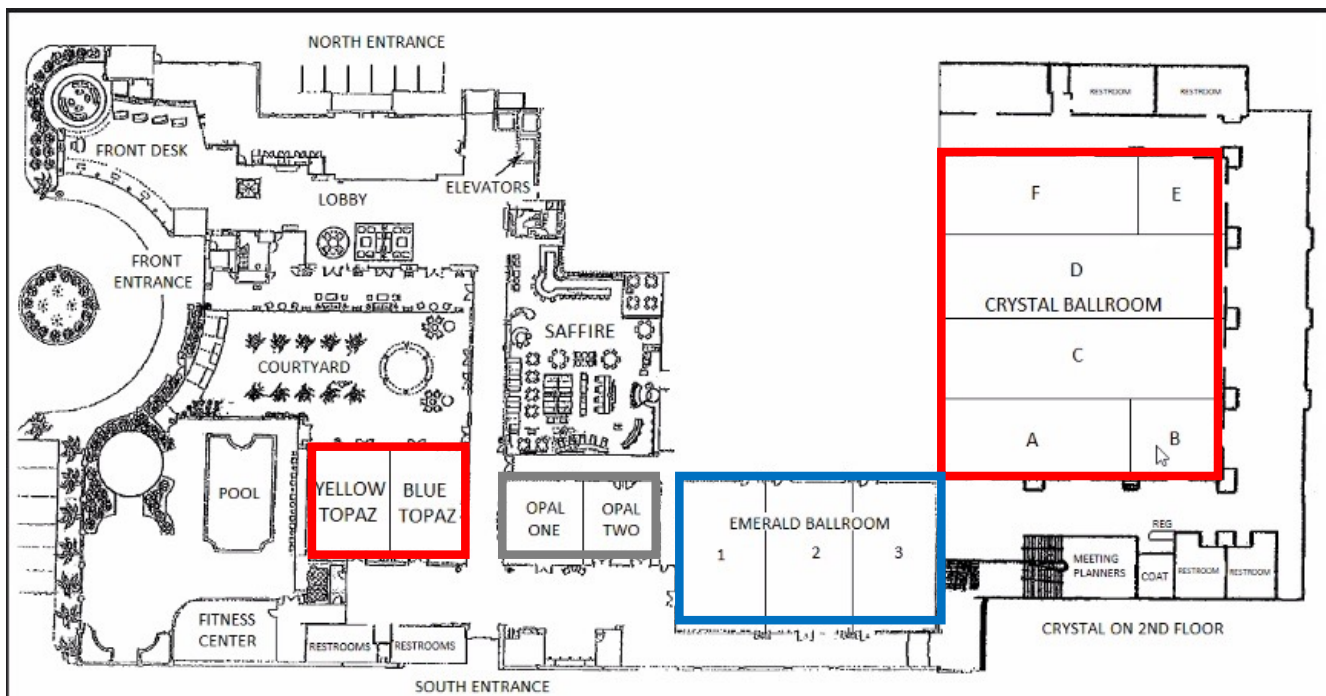 NORTH ENTRANCE
RESTROOM
RESTROOM
FRONT DESK
ELEVATORS
LOBBY
F
E
FRONT
ENTRANCE
D
CRYSTAL BALLROOM
SAFFIRE
COURTYARD
C
A
B
POOL
YELLOW
TOPAZ
BLUE
TOPAZ
OPAL
ONE
OPAL
TWO
EMERALD BALLROOM
1
2
3
REG
MEETING
PLANNERS
COAT
RESTROOM
RESTROOM
FITNESS
CENTER
RESTROOMS
RESTROOMS
CRYSTAL ON 2ND FLOOR
SOUTH ENTRANCE